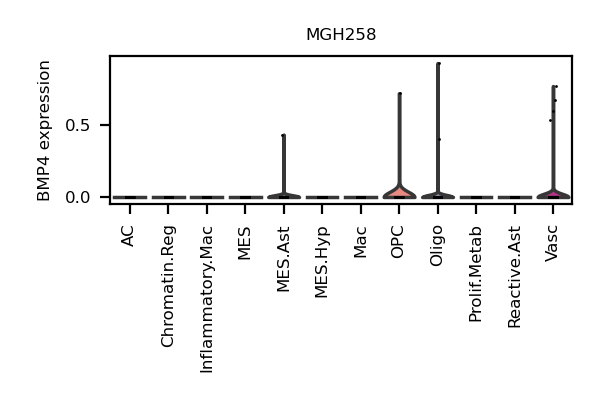 MGH258
BMP4 expression
0.5
0.0
AC
Chromatin.Reg
Inflammatory.Mac
MES
MES.Ast
MES.Hyp
Mac
OPC
Oligo
Prolif.Metab
Reactive.Ast
Vasc